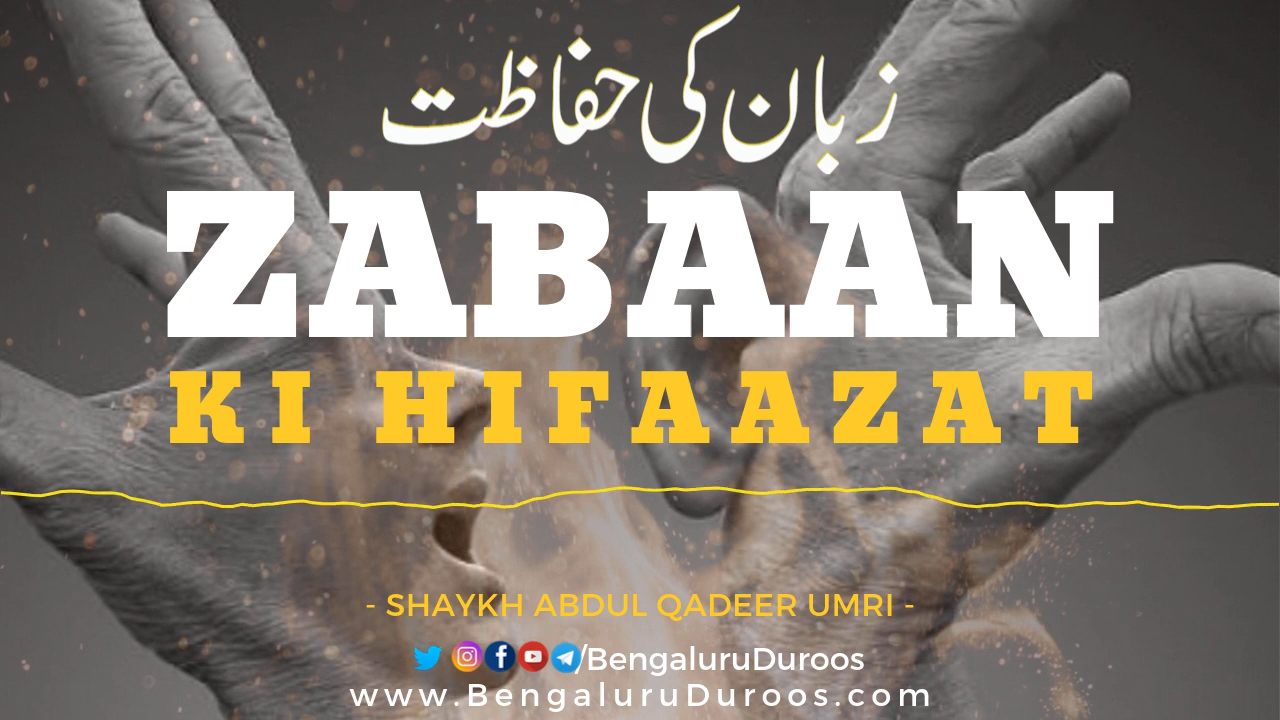 زبان کی حفاظت
ZABAAN
KI HIFAAZAT
- SHAYKH ABDUL QADEER UMRI -
/BengaluruDuroos
www.BengaluruDuroos.com